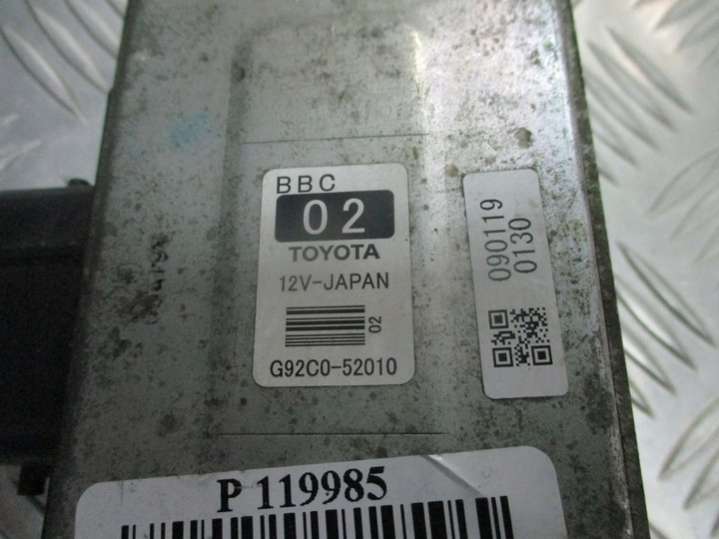 BBC
02
TOYOTA
12V-JAPAN
02
G92C0-52010
090119
0130
P 119985